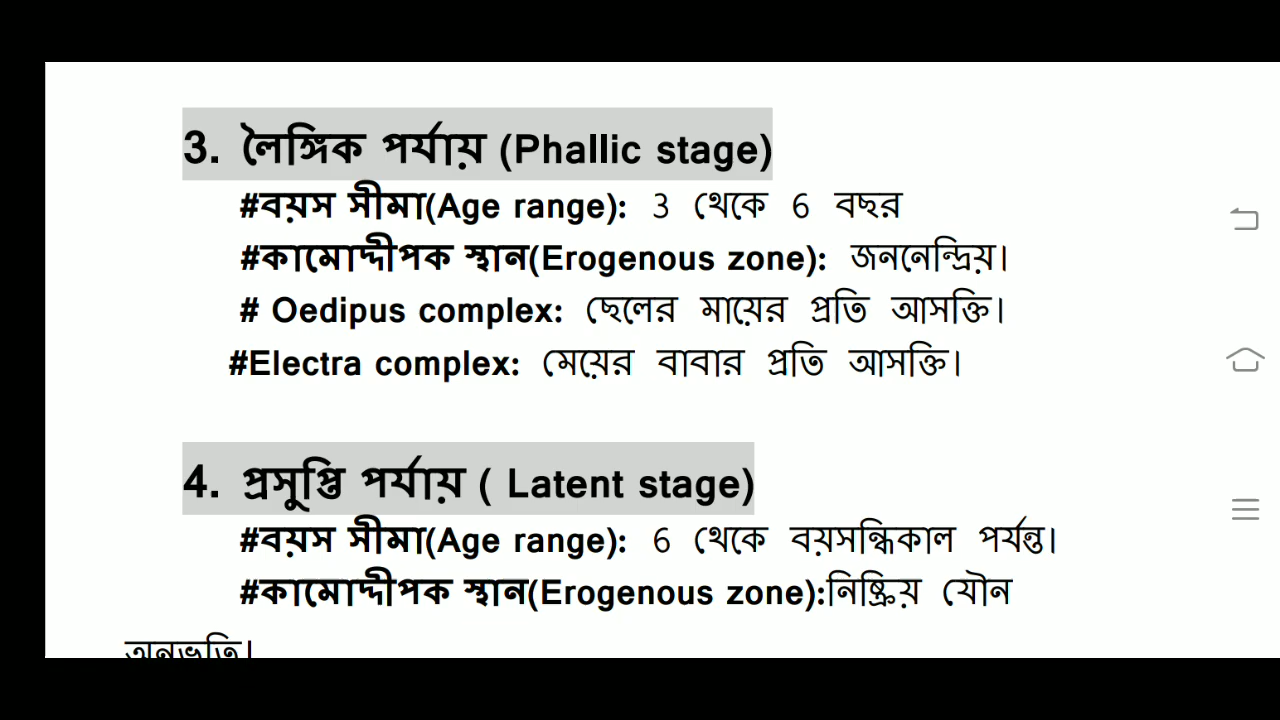 3. লৈঙ্গিক পর্যায় (Phallic stage)
#বয়স সীমা(Age range): 3 থেকে 6 বছর
#কামোদ্দীপক স্থান(Erogenous zone): জননেন্দ্রিয়।
# Oedipus complex: ছেলের মায়ের প্রতি আসক্তি।
#Electra complex: মেয়ের বাবার প্রতি আসক্তি।
4. প্রসুপ্তি পর্যায় ( Latent stage)
#বয়স সীমা(Age range): 6 থেকে বয়সন্ধিকাল পর্যন্ত।
#কামোদ্দীপক স্থান(Erogenous zone):নিষ্ক্রিয় যৌন
অনুভূতি।